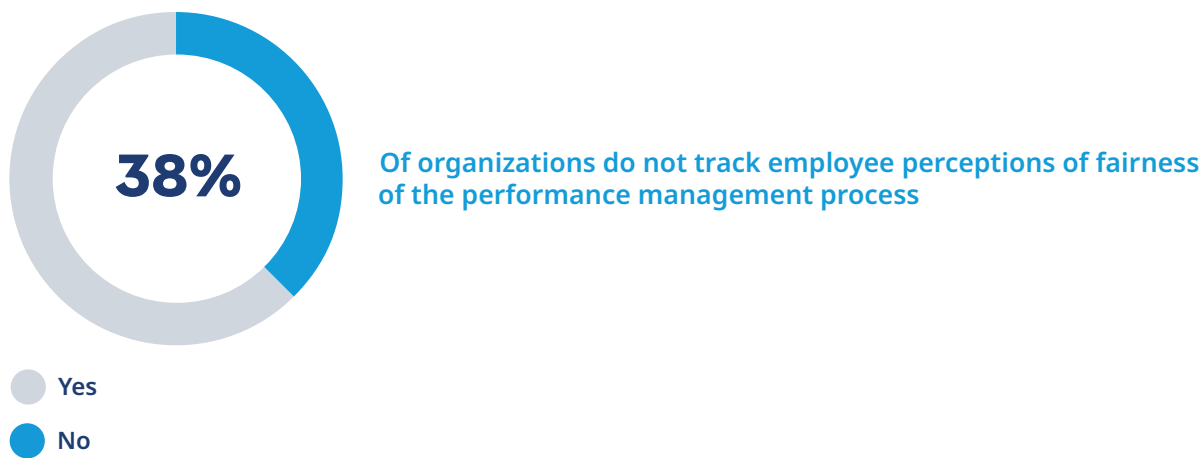 38%
Of organizations do not track employee perceptions of fairness
of the performance management process
Yes
No